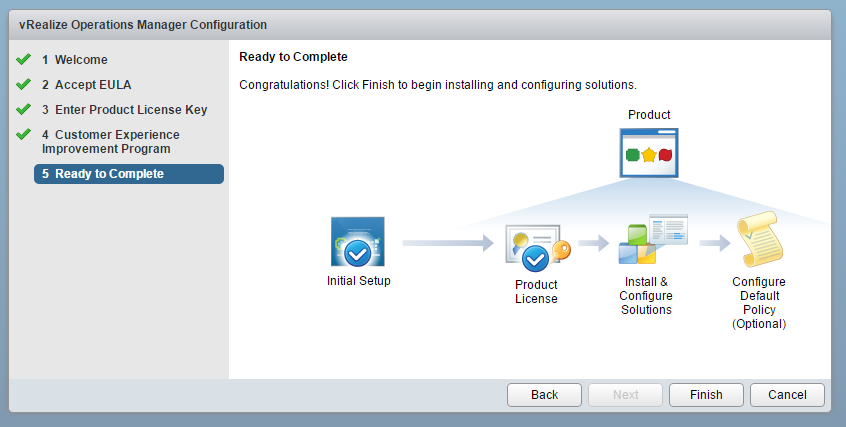 vRealize Operations Manager Configuration
1 Welcome
2 Accept EULA
3 Enter Product License Key
4 Customer Experience
Improvement Program
5 Ready to Complete
Ready to Complete
Congratulations! Click Finish to begin installing and configuring solutions.
Product
Initial Setup
Product
License
Install &
Configure
Solutions
Configure
Default
Policy
(Optional)
Back
Next
Finish
Cancel